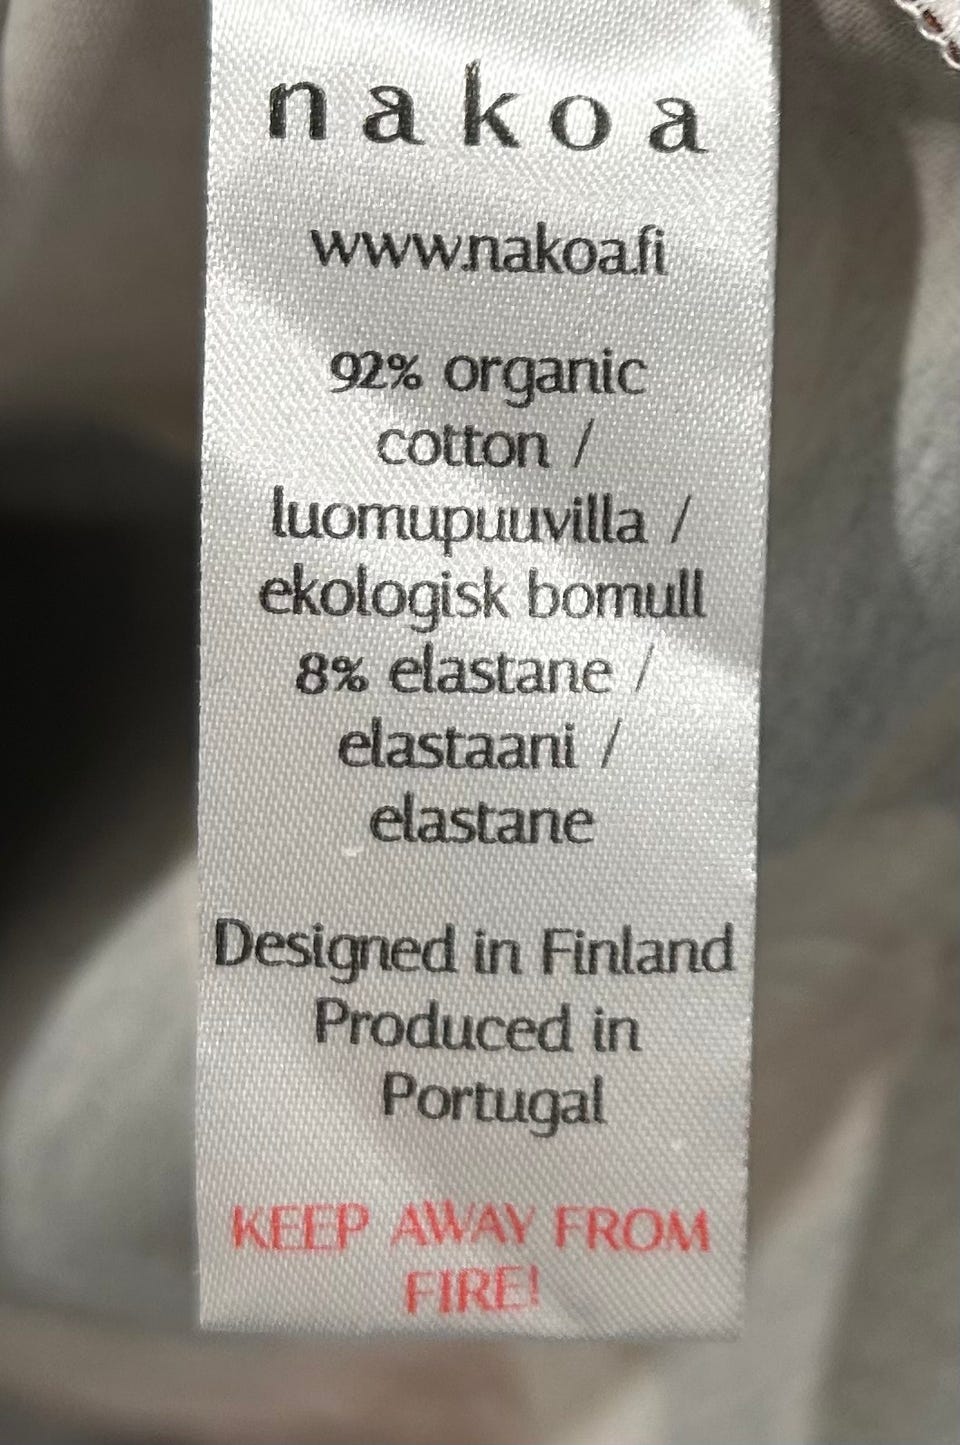 nakoa
www.nakoa.fi
92% organic
cotton /
luomupuuvilla /
ekologisk bomull
8% elastane /
elastaani /
elastane
Designed in Finland
Produced in
Portugal
KEEP AWAY FROM
FIRE!